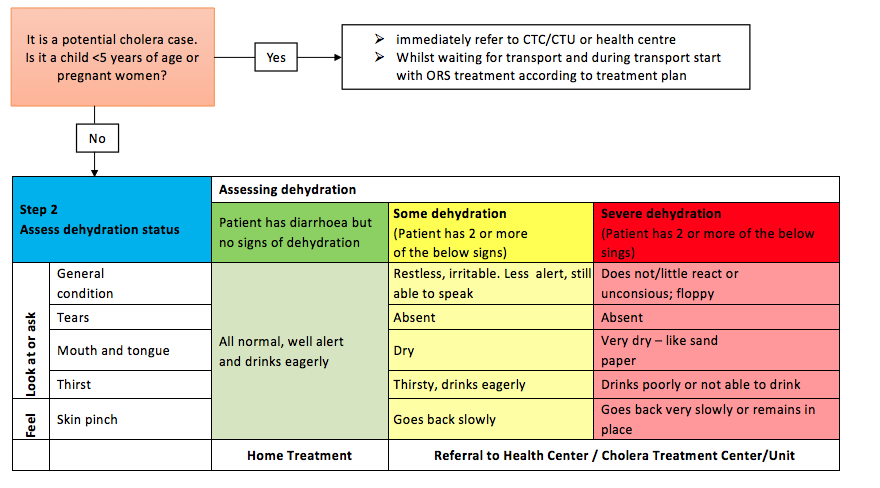 It is a potential cholera case.
Is it a child <5 years of age or
pregnant women?
Yes
➢ immediately refer to CTC/CTU or health centre
➢ Whilst waiting for transport and during transport start
with ORS treatment according to treatment plan
No
Step 2
Assess dehydration status
Assessing dehydration
Patient has diarrhoea but
no signs of dehydration
Some dehydration
(Patient has 2 or more
of the below signs)
Severe dehydration
(Patient has 2 or more of the below
sings)
Look at or ask
General
condition
All normal, well alert
and drinks eagerly
Restless, irritable. Less alert, still
able to speak
Does not/little react or
unconsious; floppy
Tears
Absent
Absent
Mouth and tongue
Dry
Very dry – like sand
paper
Thirst
Thirsty, drinks eagerly
Drinks poorly or not able to drink
Feel
Skin pinch
Goes back slowly
Goes back very slowly or remains in
place
Home Treatment
Referral to Health Center / Cholera Treatment Center/Unit